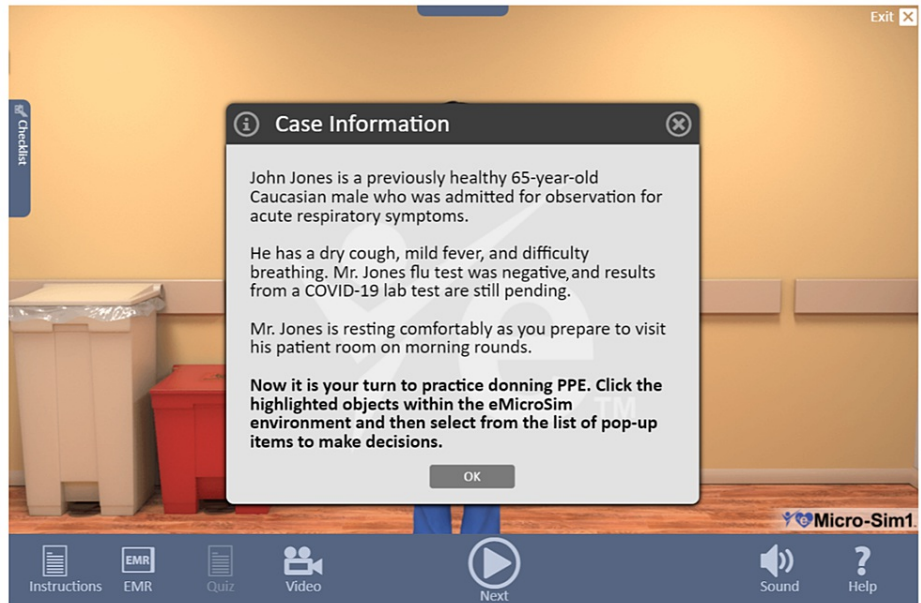 Exit
Checklist
Case Information
John Jones is a previously healthy 65-year-old
Caucasian male who was admitted for observation for
acute respiratory symptoms.
He has a dry cough, mild fever, and difficulty
breathing. Mr. Jones flu test was negative, and results
from a COVID-19 lab test are still pending.
Mr. Jones is resting comfortably as you prepare to visit
his patient room on morning rounds.
Now it is your turn to practice donning PPE. Click the
highlighted objects within the eMicroSim
environment and then select from the list of pop-up
items to make decisions.
TM
OK
eMicro-Sim1
Instructions
EMR
EMR
Quiz
Video
Next
Sound
Help